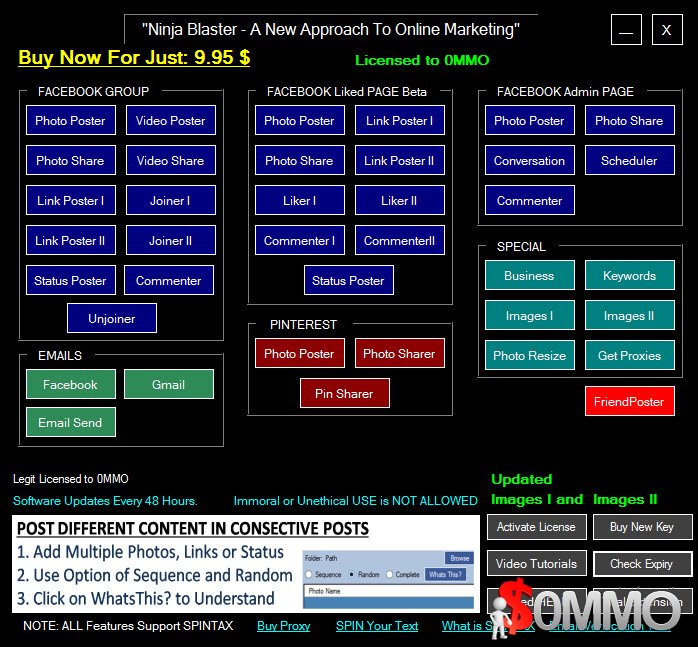 "Ninja Blaster - A New Approach To Online Marketing"
X
Buy Now For Just: 9.95 $
Licensed to 0MMO
FACEBOOK GROUP
Photo Poster
Video Poster
Photo Share
Video Share
Link Poster I
Joiner I
Link Poster II
Joiner II
Status Poster
Commenter
Unjoiner
EMAILS
Facebook
Gmail
Email Send
FACEBOOK Liked PAGE Beta
Photo Poster
Link Poster I
Photo Share
Link Poster II
Liker I
Liker II
Commenter I
CommenterII
Status Poster
PINTEREST
Photo Poster
Photo Sharer
Pin Sharer
FACEBOOK Admin PAGE
Photo Poster
Photo Share
Conversation
Scheduler
Commenter
SPECIAL
Business
Keywords
Images I
Images II
Photo Resize
Get Proxies
FriendPoster
Legit Licensed to 0MMO
Software Updates Every 48 Hours.
Immoral or Unethical USE is NOT ALLOWED
Updated
Images I and Images II
POST DIFFERENT CONTENT IN CONSECTIVE POSTS
1. Add Multiple Photos, Links or Status
2. Use Option of Sequence and Random
3. Click on WhatsThis? to Understand
Folder: Path
Browse
Sequence
Random
Complete
Whats This?
Photo Name
Activate License
Buy New Key
Video Tutorials
Check Expiry
$0MMO
NOTE: ALL Features Support SPINTAX
Buy Proxy
SPIN Your Text
What is